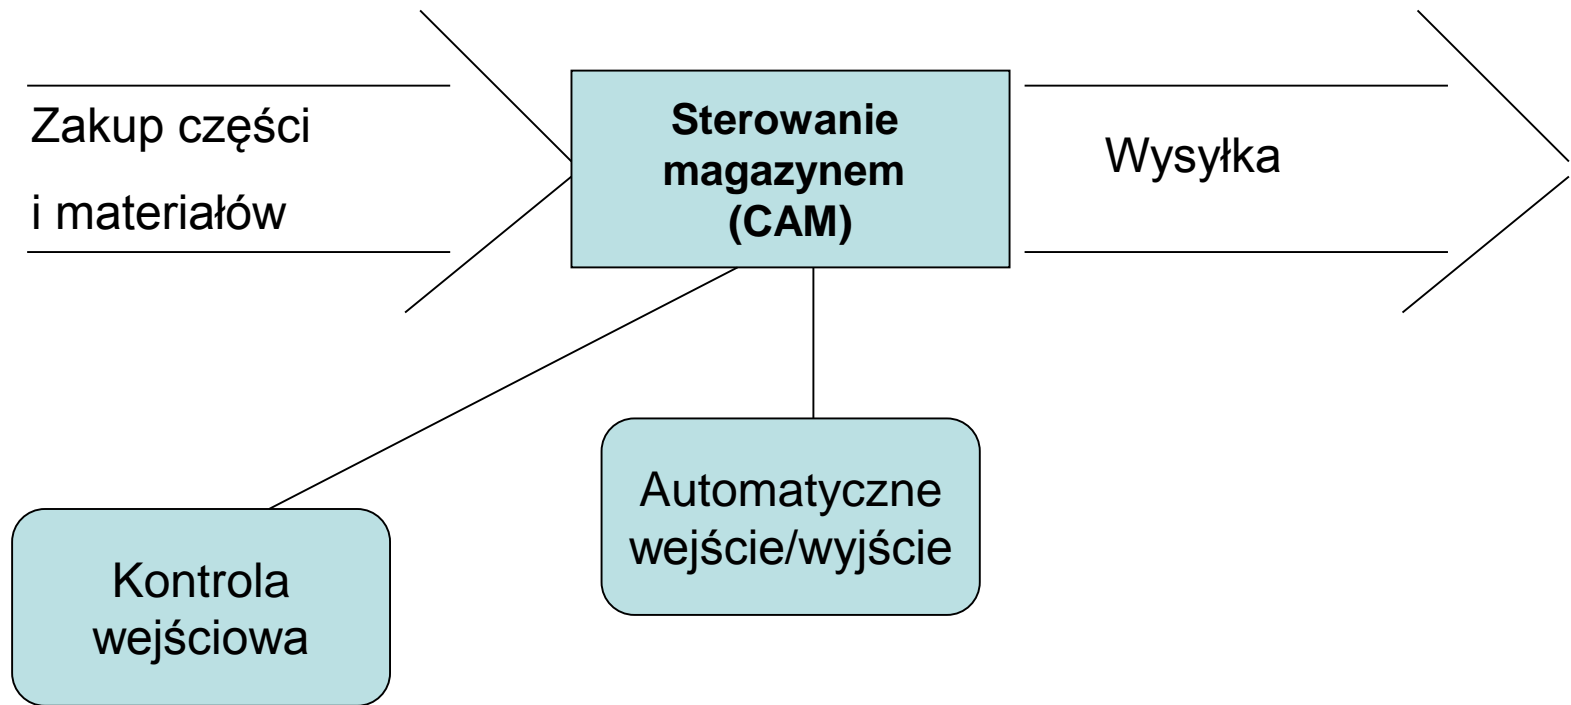 Zakup części
i materiałów
Sterowanie
magazynem
(CAM)
Wysyłka
Automatyczne
wejście/wyjście
Kontrola
wejściowa